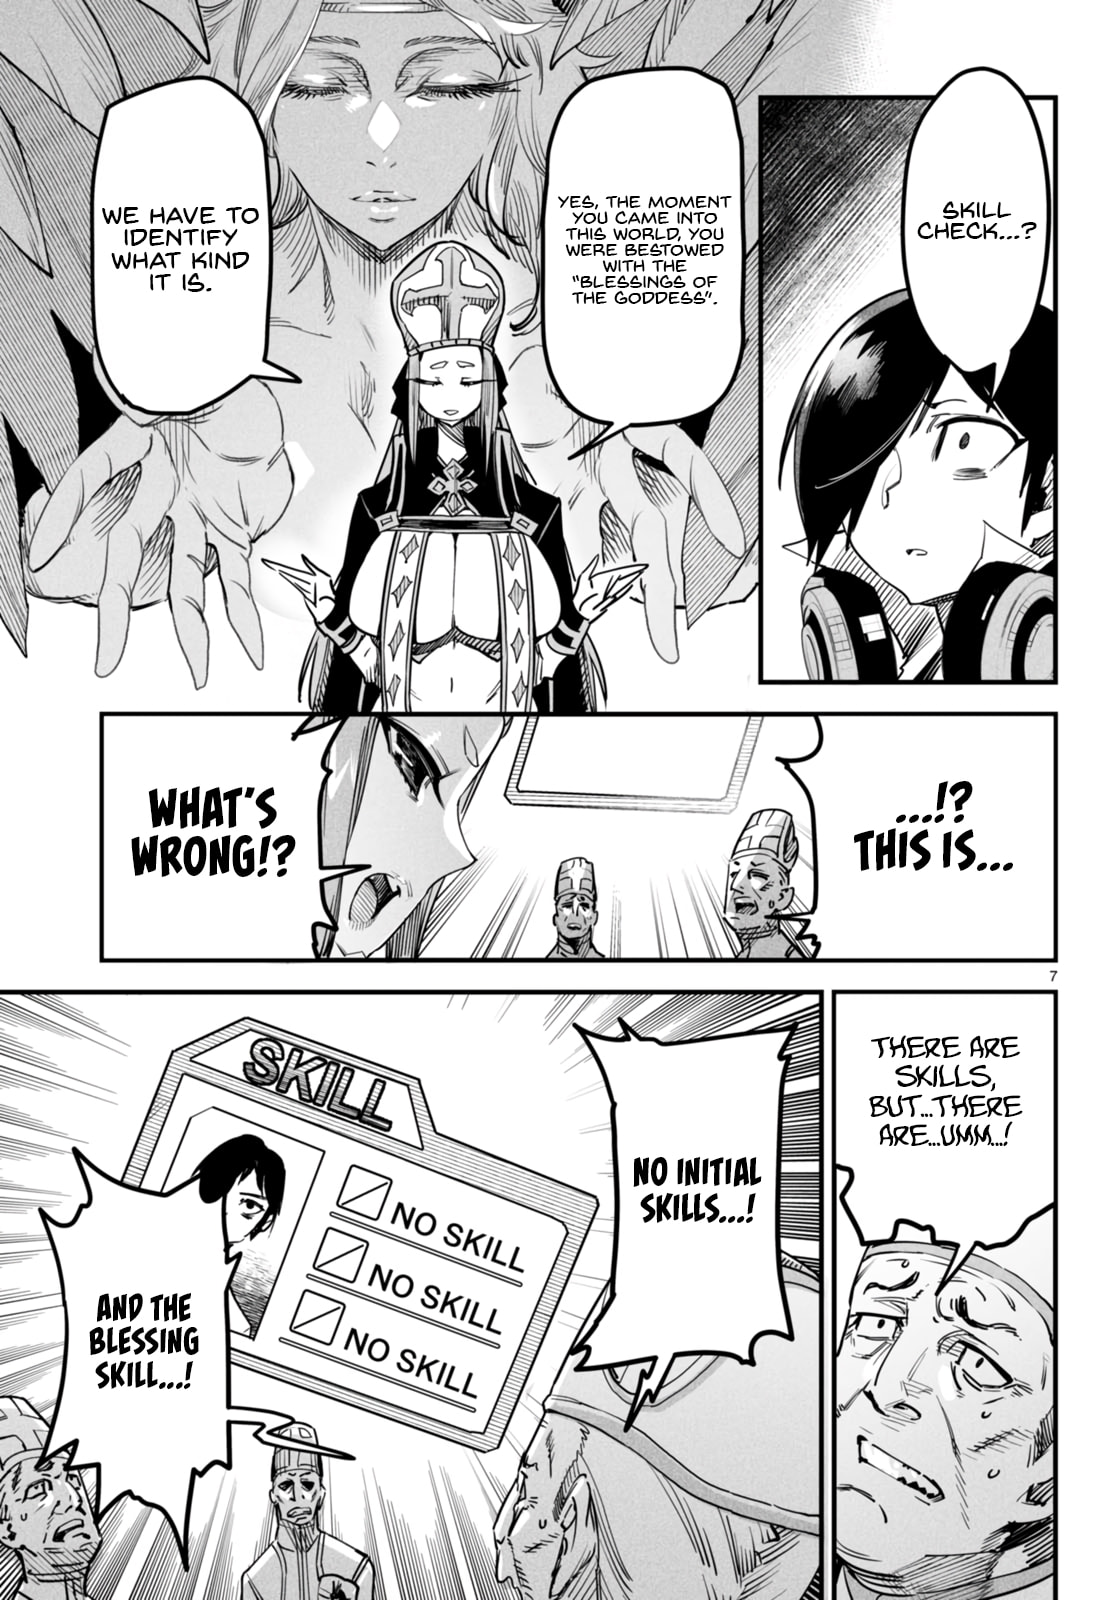 SKILL
CHECK...?
YES, THE MOMENT
YOU CAME INTO
THIS WORLD, YOU
WERE BESTOWED
WITH THE
"BLESSINGS OF
THE GODDESS".
WE HAVE TO
IDENTIFY
WHAT KIND
IT IS.
...!?
THIS IS...
WHAT'S
WRONG!?
7
THERE ARE
SKILLS,
BUT...THERE
ARE...UMM...!
NO INITIAL
SKILLS...!
SKILL
NO SKILL
NO SKILL
NO SKILL
AND THE
BLESSING
SKILL...!